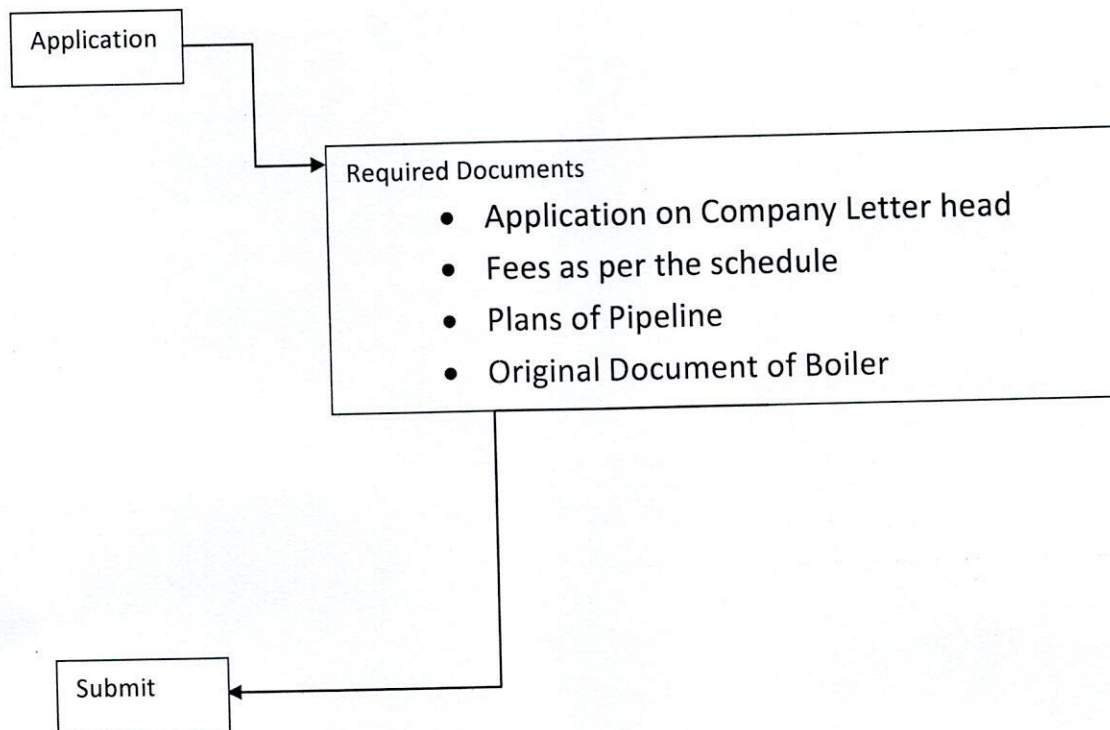 Application
Required Documents
• Application on Company Letter head
• Fees as per the schedule
• Plans of Pipeline
• Original Document of Boiler
Submit